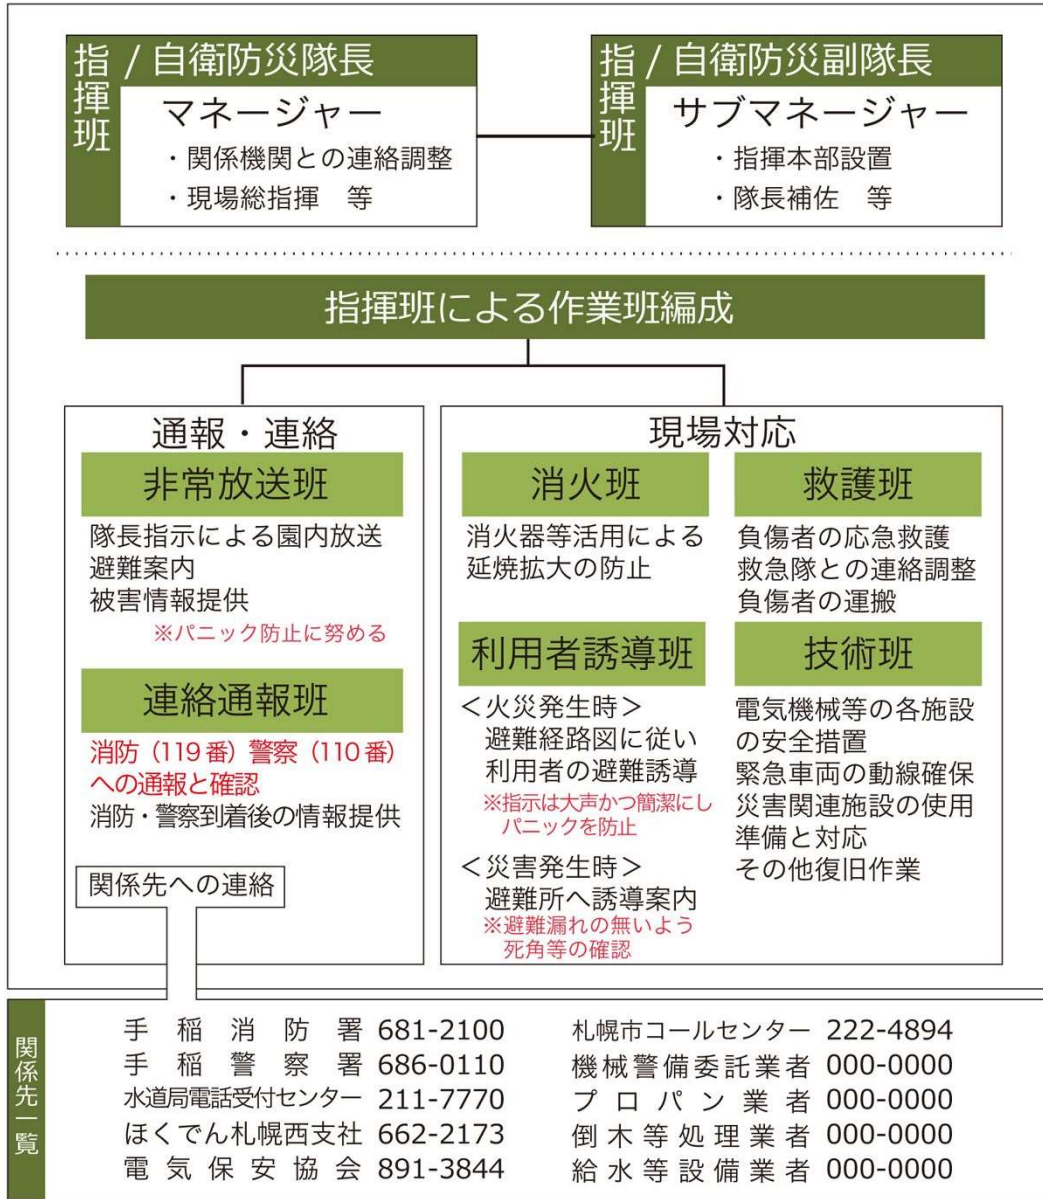 指揮班 / 自衛防災隊長
マネージャー
・関係機関との連絡調整
・現場総指揮 等
指揮班 / 自衛防災副隊長
サブマネージャー
・指揮本部設置
・隊長補佐 等
指揮班による作業班編成
通報・連絡
非常放送班
隊長指示による園内放送
避難案内
被害情報提供
※パニック防止に努める
連絡通報班
消防（119番）警察（110番）
への通報と確認
消防・警察到着後の情報提供
関係先への連絡
現場対応
消火班
消火器等活用による
延焼拡大の防止
救護班
負傷者の応急救護
救急隊との連絡調整
負傷者の運搬
利用者誘導班
＜火災発生時＞
避難経路図に従い
利用者の避難誘導
※指示は大声かつ簡潔にし
パニックを防止
＜災害発生時＞
避難所へ誘導案内
※避難漏れの無いよう
死角等の確認
技術班
電気機械等の各施設
の安全措置
緊急車両の動線確保
災害関連施設の使用
準備と対応
その他復旧作業
関係先一覧
手稲消防署 681-2100
手稲警察署 686-0110
水道局電話受付センター 211-7770
ほくでん札幌西支社 662-2173
電気保安協会 891-3844
札幌市コールセンター 222-4894
機械警備委託業者 000-0000
プロパン業者 000-0000
倒木等処理業者 000-0000
給水等設備業者 000-0000